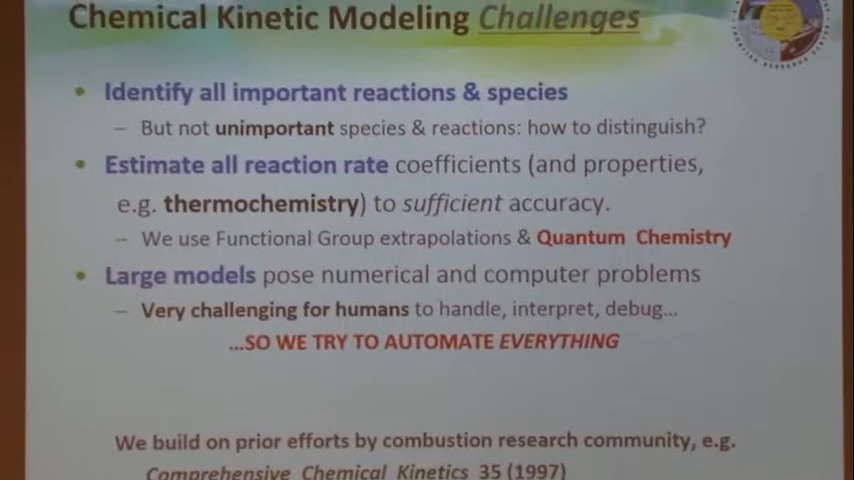 Chemical Kinetic Modeling Challenges
• Identify all important reactions & species
– But not unimportant species & reactions: how to distinguish?
• Estimate all reaction rate coefficients (and properties,
e.g. thermochemistry) to sufficient accuracy.
– We use Functional Group extrapolations & Quantum Chemistry
• Large models pose numerical and computer problems
– Very challenging for humans to handle, interpret, debug...
...SO WE TRY TO AUTOMATE EVERYTHING
We build on prior efforts by combustion research community, e.g.
Comprehensive Chemical Kinetics 35 (1997)